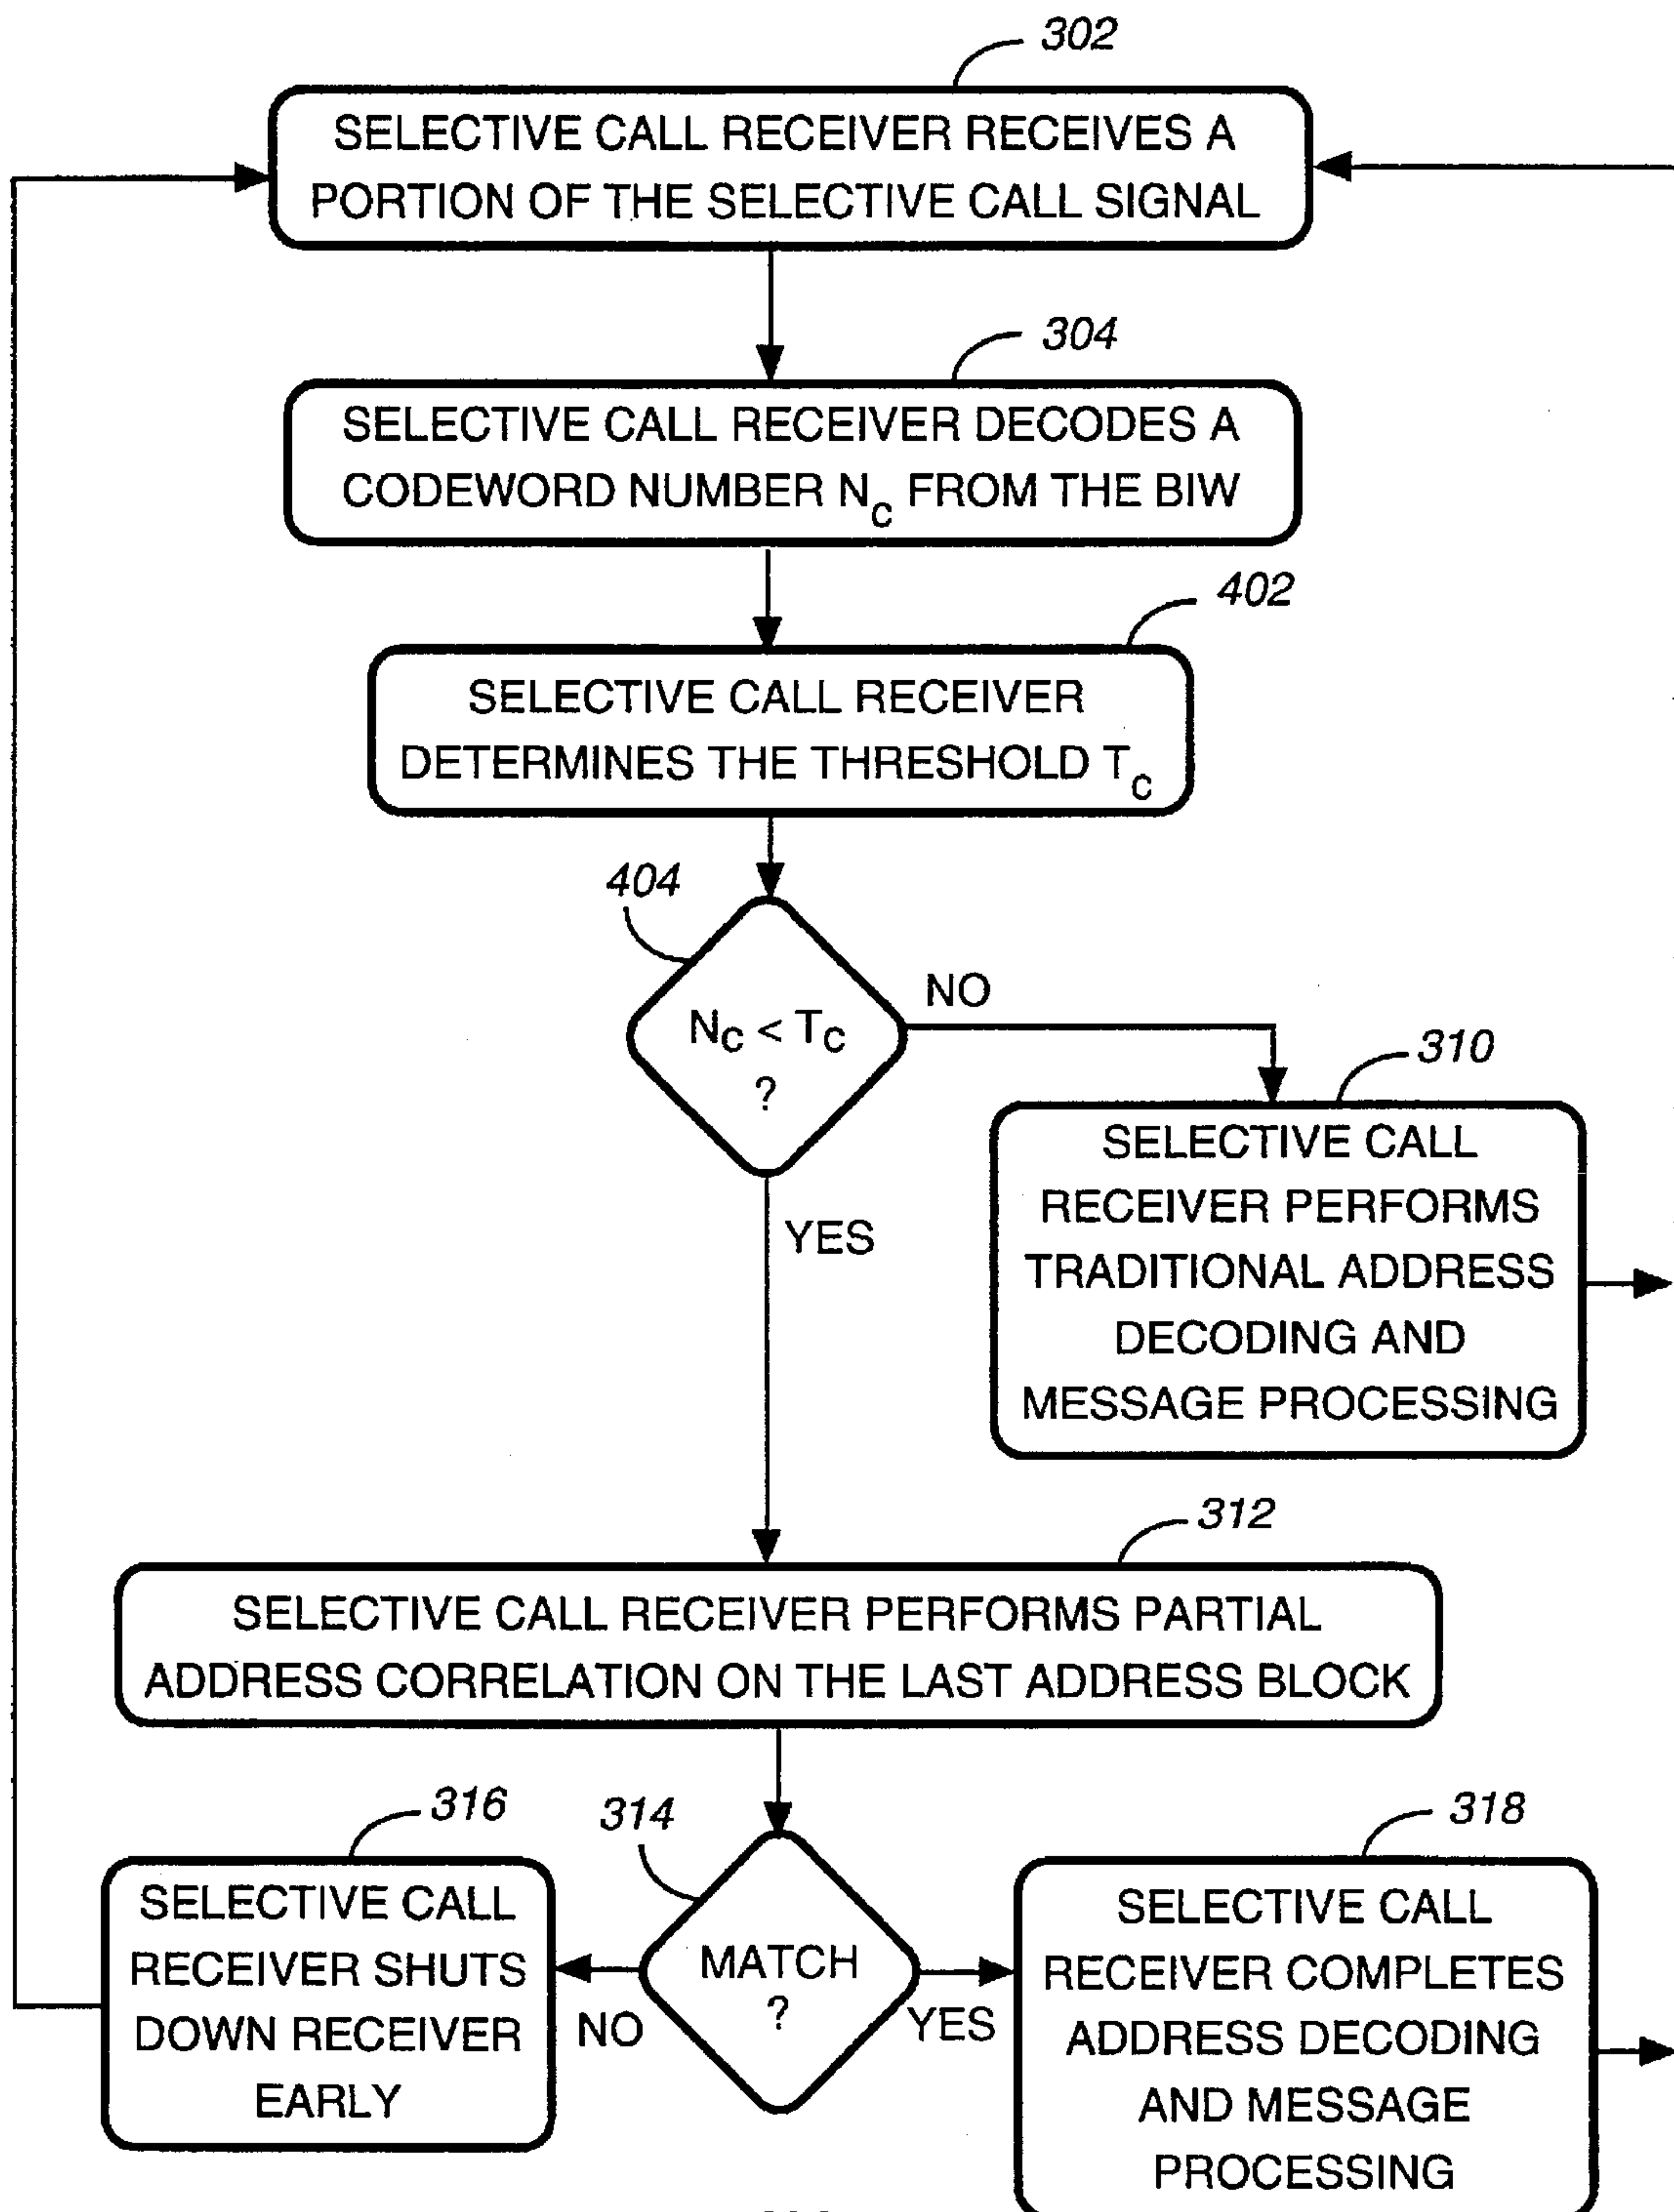 302
SELECTIVE CALL RECEIVER RECEIVES A
PORTION OF THE SELECTIVE CALL SIGNAL
304
SELECTIVE CALL RECEIVER DECODES A
CODEWORD NUMBER Nc FROM THE BIW
402
SELECTIVE CALL RECEIVER
DETERMINES THE THRESHOLD Tc
404
Nc < Tc
?
NO
YES
310
SELECTIVE CALL
RECEIVER PERFORMS
TRADITIONAL ADDRESS
DECODING AND
MESSAGE PROCESSING
312
SELECTIVE CALL RECEIVER PERFORMS PARTIAL
ADDRESS CORRELATION ON THE LAST ADDRESS BLOCK
316
SELECTIVE CALL
RECEIVER SHUTS
DOWN RECEIVER
EARLY
314
MATCH
?
NO
YES
318
SELECTIVE CALL
RECEIVER COMPLETES
ADDRESS DECODING
AND MESSAGE
PROCESSING